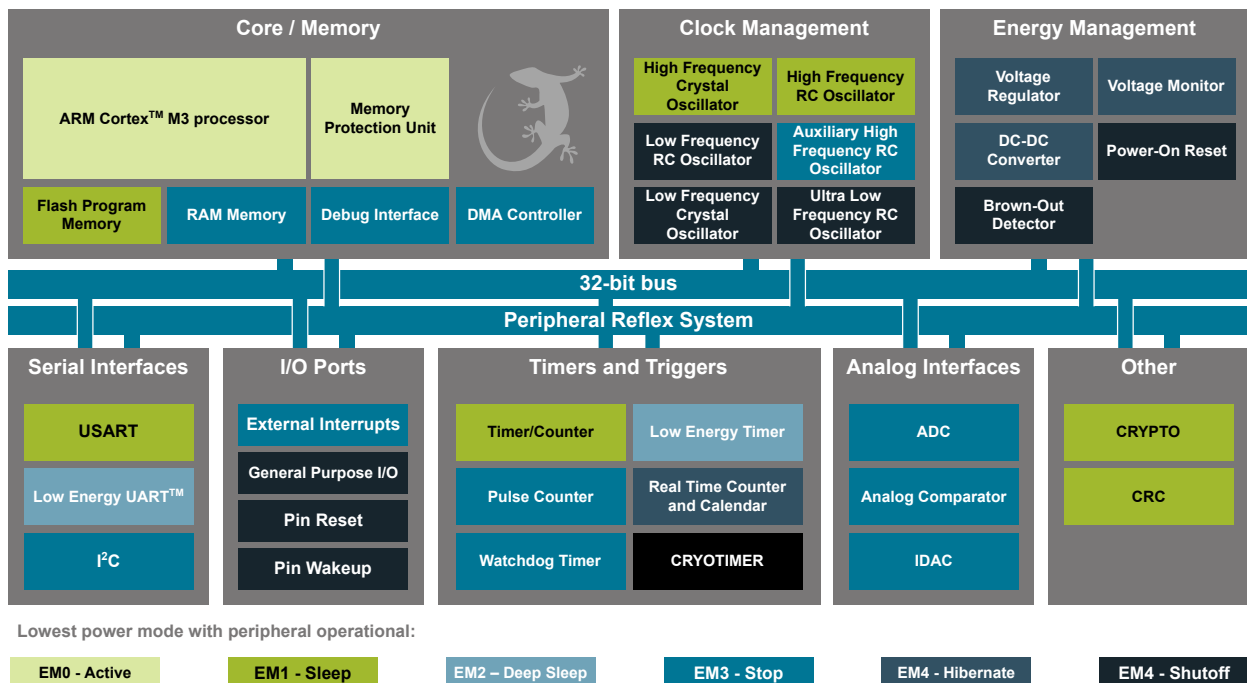 Core / Memory
ARM Cortex™ M3 processor
Memory
Protection Unit
Flash Program
Memory
RAM Memory
Debug Interface
DMA Controller
Clock Management
High Frequency
Crystal
Oscillator
High Frequency
RC Oscillator
Low Frequency
RC Oscillator
Auxiliary High
Frequency RC
Oscillator
Low Frequency
Crystal
Oscillator
Ultra Low
Frequency RC
Oscillator
Energy Management
Voltage
Regulator
Voltage Monitor
DC-DC
Converter
Power-On Reset
Brown-Out
Detector
32-bit bus
Peripheral Reflex System
Serial Interfaces
USART
Low Energy UART™
I²C
I/O Ports
External Interrupts
General Purpose I/O
Pin Reset
Pin Wakeup
Timers and Triggers
Timer/Counter
Low Energy Timer
Pulse Counter
Real Time Counter
and Calendar
Watchdog Timer
CRYOTIMER
Analog Interfaces
ADC
Analog Comparator
IDAC
Other
CRYPTO
CRC
Lowest power mode with peripheral operational:
EM0 - Active
EM1 - Sleep
EM2 – Deep Sleep
EM3 - Stop
EM4 - Hibernate
EM4 - Shutoff